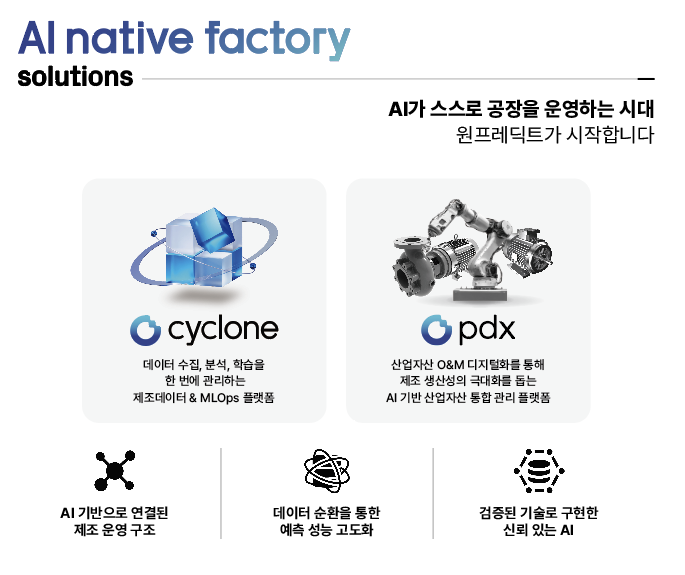 AI native factory
solutions
AI가 스스로 공장을 운영하는 시대
원프레딕트가 시작합니다
cyclone
데이터 수집, 분석, 학습을
한 번에 관리하는
제조데이터 & MLOps 플랫폼
pdx
산업자산 O&M 디지털화를 통해
제조 생산성의 극대화를 돕는
AI 기반 산업자산 통합 관리 플랫폼
AI 기반으로 연결된
제조 운영 구조
데이터 순환을 통한
예측 성능 고도화
검증된 기술로 구현한
신뢰 있는 AI